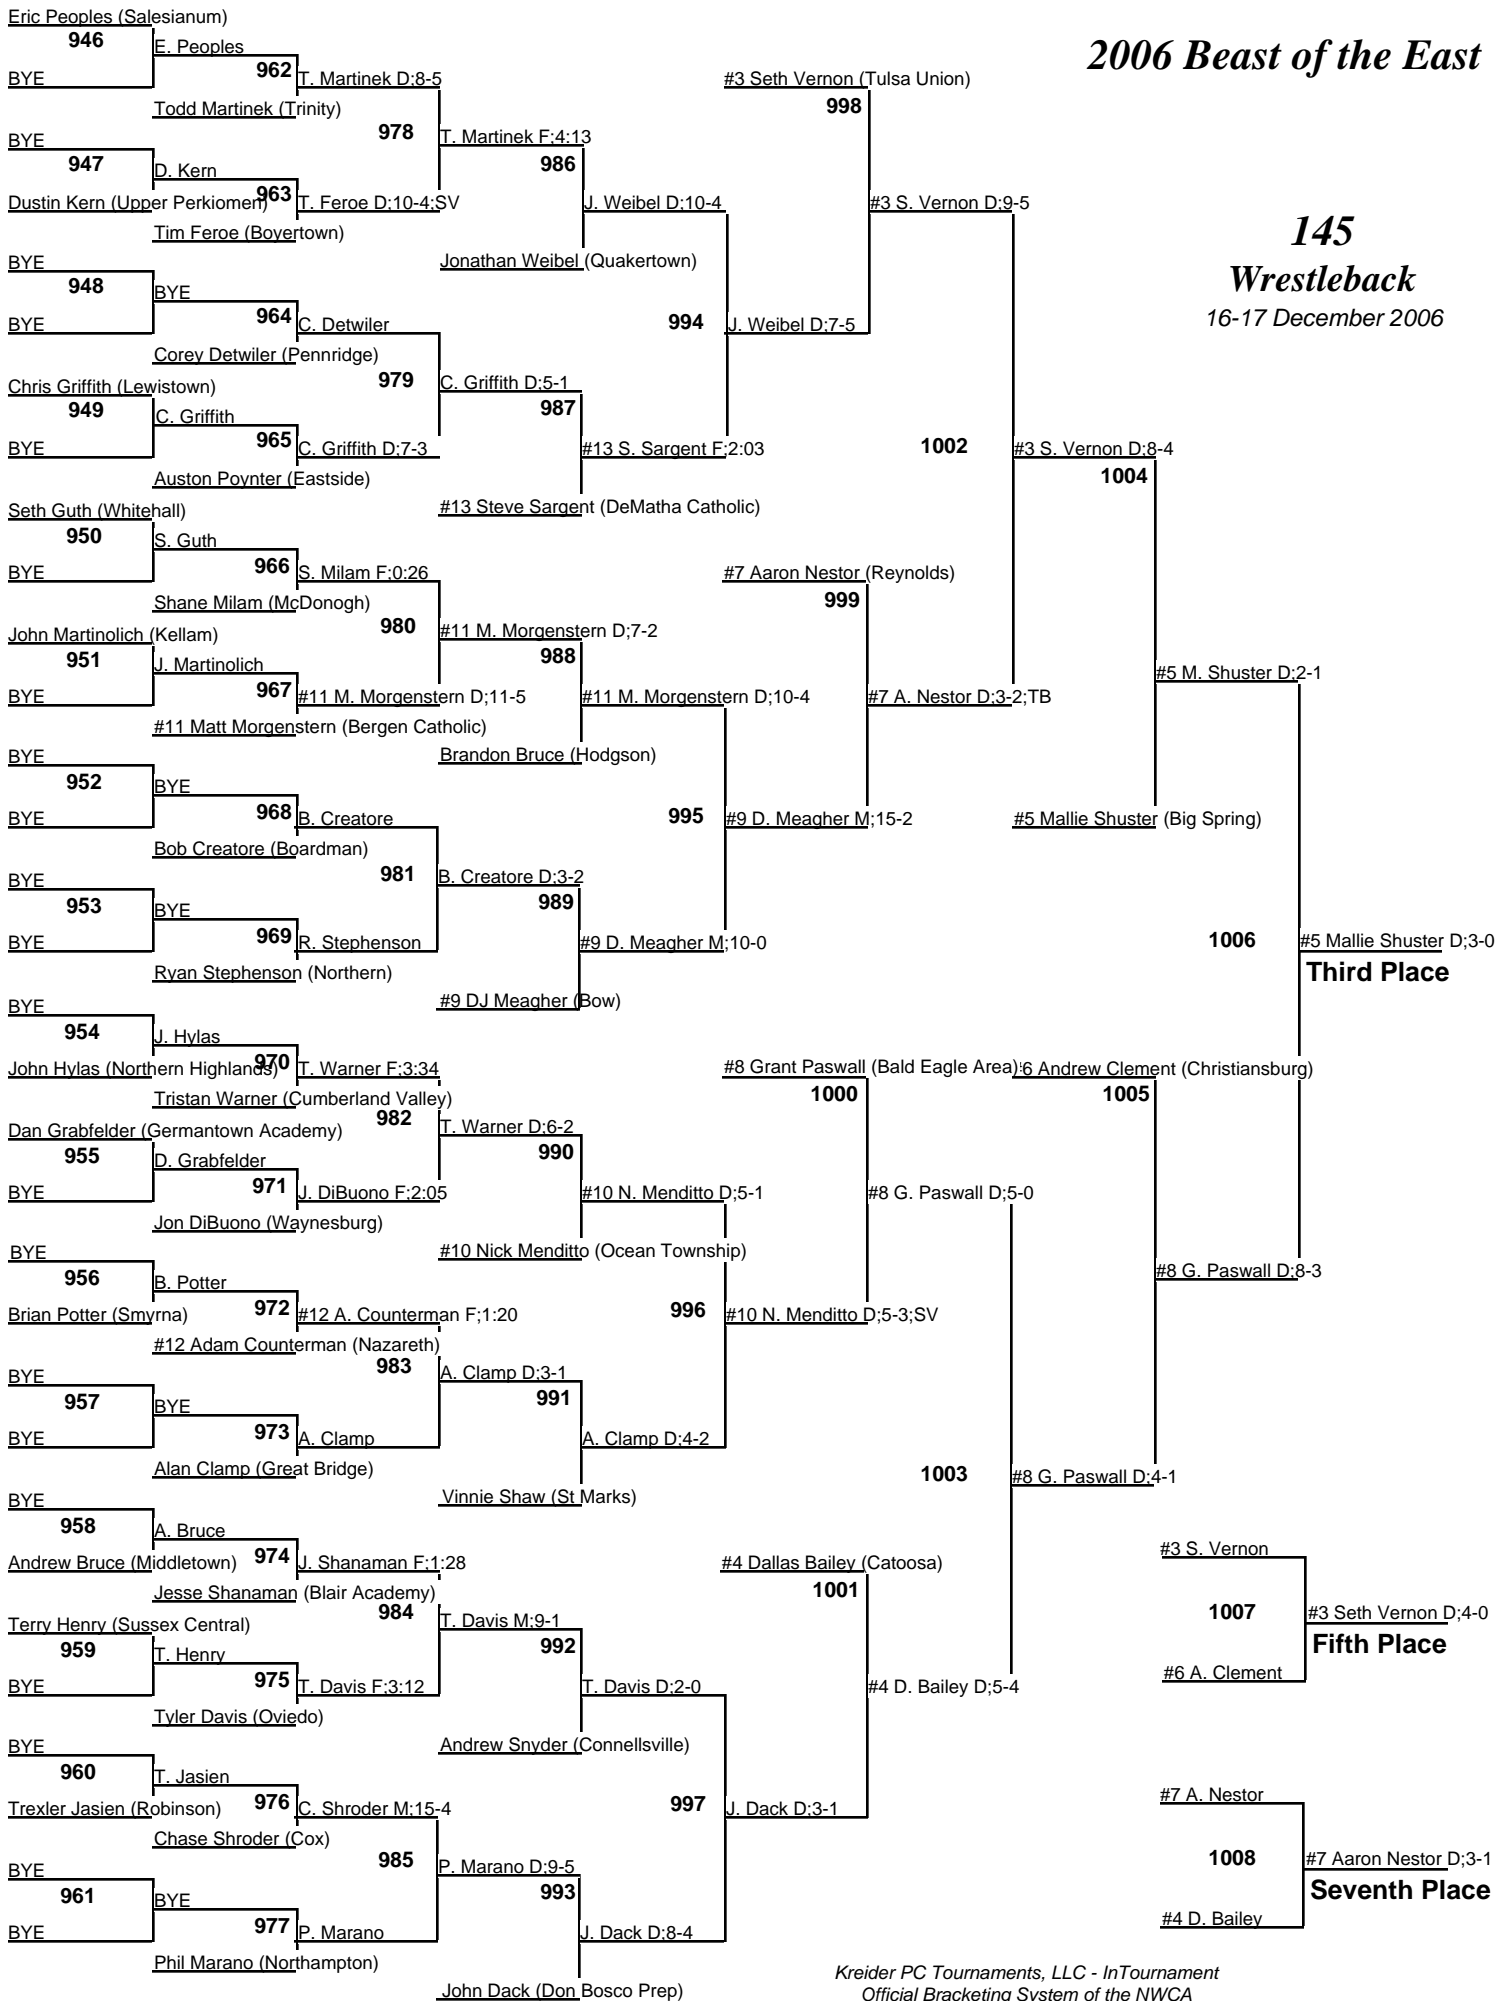 2006 Beast of the East
145
Wrestleback
16-17 December 2006
Eric Peoples (Salesianum)
946
E. Peoples
BYE
962
T. Martinek D;8-5
Todd Martinek (Trinity)
978
T. Martinek F;4:13
BYE
947
D. Kern
Dustin Kern (Upper Perkiomen)
963
T. Feroe D;10-4;SV
Tim Feroe (Boyertown)
986
J. Weibel D;10-4
Jonathan Weibel (Quakertown)
BYE
948
BYE
BYE
964
C. Detwiler
Corey Detwiler (Pennridge)
979
C. Griffith D;5-1
Chris Griffith (Lewistown)
949
C. Griffith
BYE
965
C. Griffith D;7-3
Auston Poynter (Eastside)
987
#13 S. Sargent F;2:03
#13 Steve Sargent (DeMatha Catholic)
994
J. Weibel D;7-5
#3 Seth Vernon (Tulsa Union)
998
#3 S. Vernon D;9-5
Seth Guth (Whitehall)
950
S. Guth
BYE
966
S. Milam F;0:26
Shane Milam (McDonogh)
980
#11 M. Morgenstern D;7-2
John Martinolich (Kellam)
951
J. Martinolich
BYE
967
#11 M. Morgenstern D;11-5
#11 Matt Morgenstern (Bergen Catholic)
988
#11 M. Morgenstern D;10-4
Brandon Bruce (Hodgson)
BYE
952
BYE
BYE
968
B. Creatore
Bob Creatore (Boardman)
981
B. Creatore D;3-2
BYE
953
BYE
BYE
969
R. Stephenson
Ryan Stephenson (Northern)
989
#9 D. Meagher M;10-0
#9 DJ Meagher (Bow)
995
#9 D. Meagher M;15-2
#7 Aaron Nestor (Reynolds)
999
#7 A. Nestor D;3-2;TB
1002
#3 S. Vernon D;8-4
1004
#5 M. Shuster D;2-1
#5 Mallie Shuster (Big Spring)
1006
#5 Mallie Shuster D;3-0
Third Place
BYE
954
J. Hylas
John Hylas (Northern Highlands)
970
T. Warner F;3:34
Tristan Warner (Cumberland Valley)
982
T. Warner D;6-2
Dan Grabfelder (Germantown Academy)
955
D. Grabfelder
BYE
971
J. DiBuono F;2:05
Jon DiBuono (Waynesburg)
990
#10 N. Menditto D;5-1
#10 Nick Menditto (Ocean Township)
BYE
956
B. Potter
Brian Potter (Smyrna)
972
#12 A. Counterman F;1:20
#12 Adam Counterman (Nazareth)
983
A. Clamp D;3-1
BYE
957
BYE
BYE
973
A. Clamp
Alan Clamp (Great Bridge)
991
A. Clamp D;4-2
Vinnie Shaw (St Marks)
996
#10 N. Menditto D;5-3;SV
#8 Grant Paswall (Bald Eagle Area)
1000
#8 G. Paswall D;5-0
BYE
958
A. Bruce
Andrew Bruce (Middletown)
974
J. Shanaman F;1:28
Jesse Shanaman (Blair Academy)
984
T. Davis M;9-1
Terry Henry (Sussex Central)
959
T. Henry
BYE
975
T. Davis F;3:12
Tyler Davis (Oviedo)
992
T. Davis D;2-0
Andrew Snyder (Connellsville)
BYE
960
T. Jasien
Trexler Jasien (Robinson)
976
C. Shroder M;15-4
Chase Shroder (Cox)
985
P. Marano D;9-5
BYE
961
BYE
BYE
977
P. Marano
Phil Marano (Northampton)
993
J. Dack D;8-4
John Dack (Don Bosco Prep)
997
J. Dack D;3-1
#4 Dallas Bailey (Catoosa)
1001
#4 D. Bailey D;5-4
1003
#8 G. Paswall D;4-1
6 Andrew Clement (Christiansburg)
1005
#8 G. Paswall D;8-3
#3 S. Vernon
1007
#3 Seth Vernon D;4-0
Fifth Place
#6 A. Clement
#7 A. Nestor
1008
#7 Aaron Nestor D;3-1
Seventh Place
#4 D. Bailey
Kreider PC Tournaments, LLC - InTournament
Official Bracketing System of the NWCA